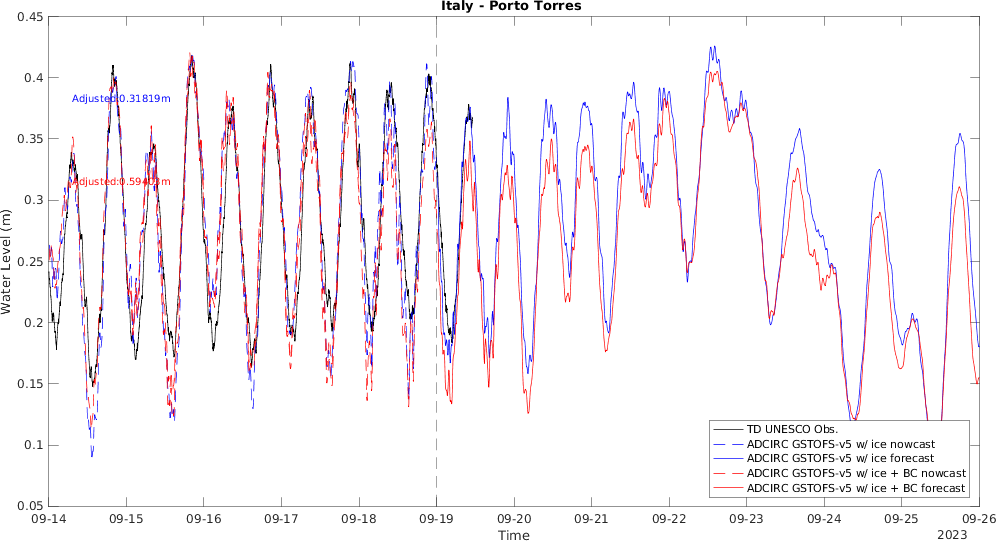 Italy - Porto Torres
Water Level (m)
0.45
0.4
0.35
0.3
0.25
0.2
0.15
0.1
0.05
Adjusted:0.31819m
TD UNESCO Obs.
ADCIRC GSTOFS-v5 w/ ice nowcast
ADCIRC GSTOFS-v5 w/ ice forecast
ADCIRC GSTOFS-v5 w/ ice + BC nowcast
ADCIRC GSTOFS-v5 w/ ice + BC forecast
09-14 09-15 09-16 09-17 09-18 09-19 09-20 09-21 09-22 09-23 09-24 09-25 09-26
Time
2023